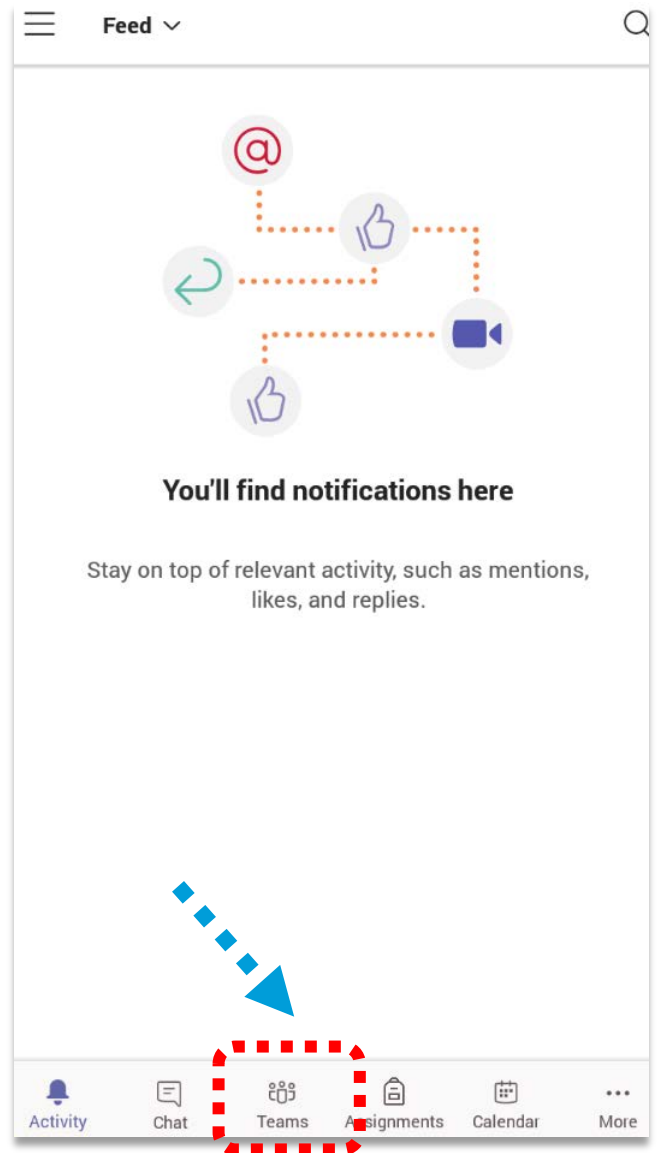 Feed
You'll find notifications here
Stay on top of relevant activity, such as mentions,
likes, and replies.
Activity Chat Teams Assignments Calendar More